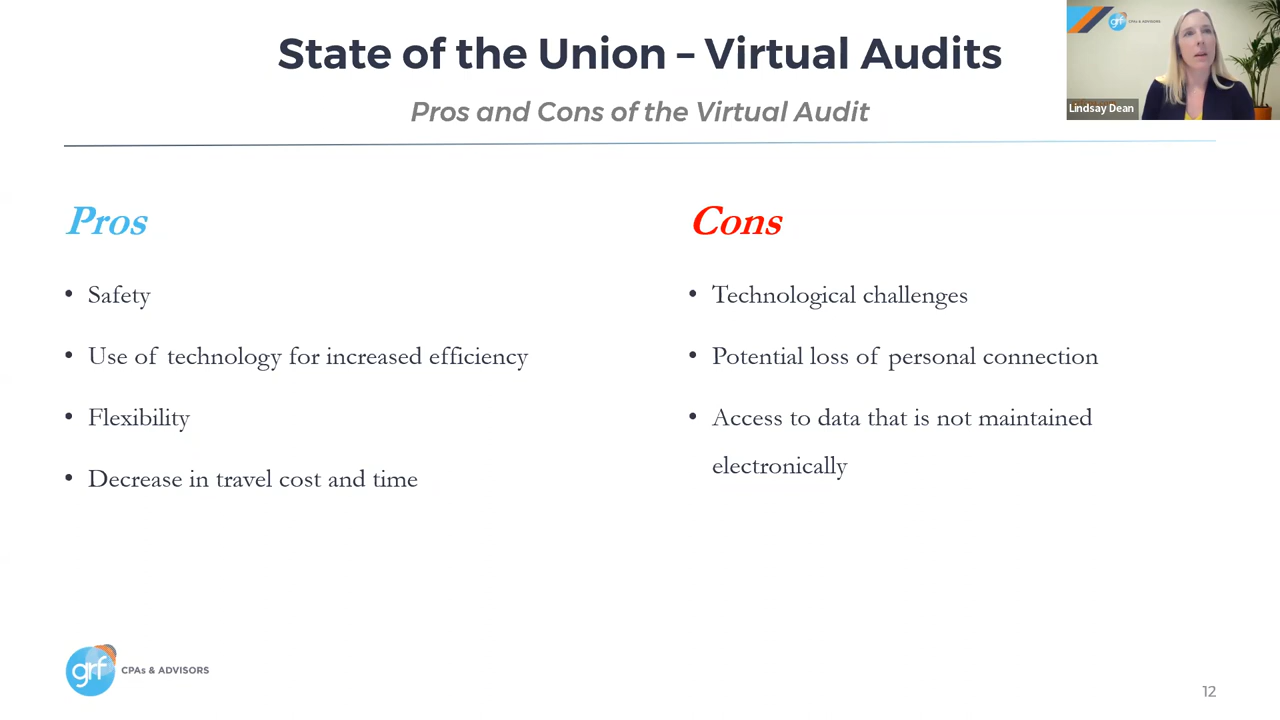 State of the Union – Virtual Audits
Pros and Cons of the Virtual Audit
CPAs & ADVISORS
Lindsay Dean
Pros
• Safety
• Use of technology for increased efficiency
• Flexibility
• Decrease in travel cost and time
Cons
• Technological challenges
• Potential loss of personal connection
• Access to data that is not maintained
electronically
grf
CPAs & ADVISORS
12